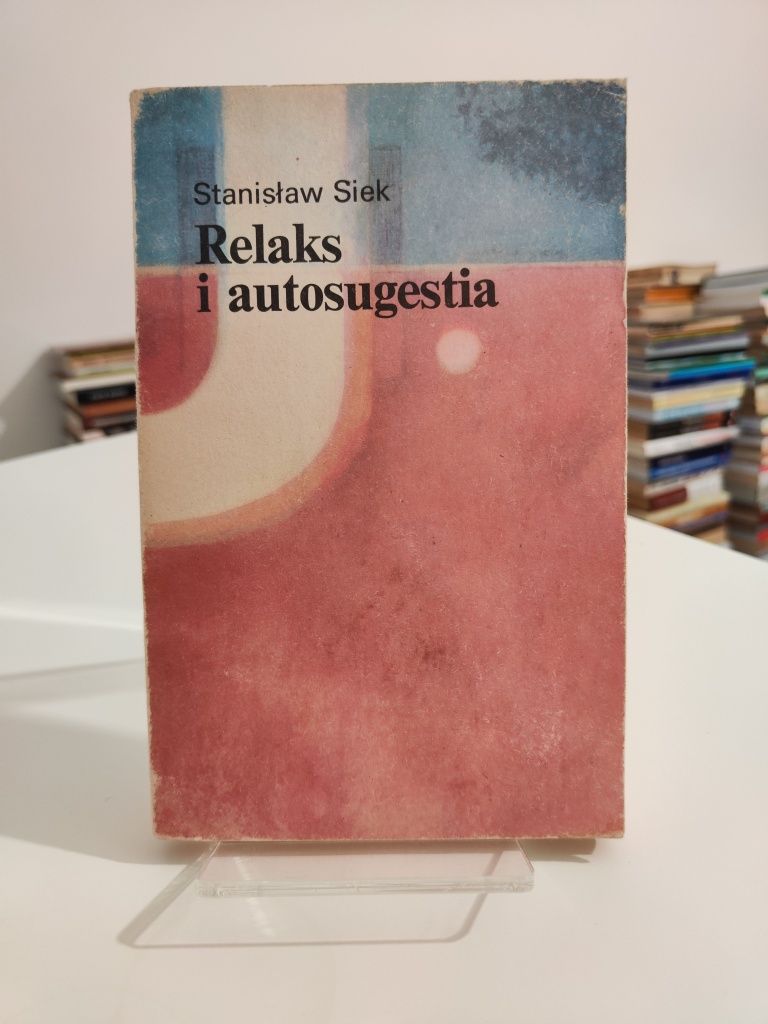 Stanisław Siek
Relaks
i autosugestia